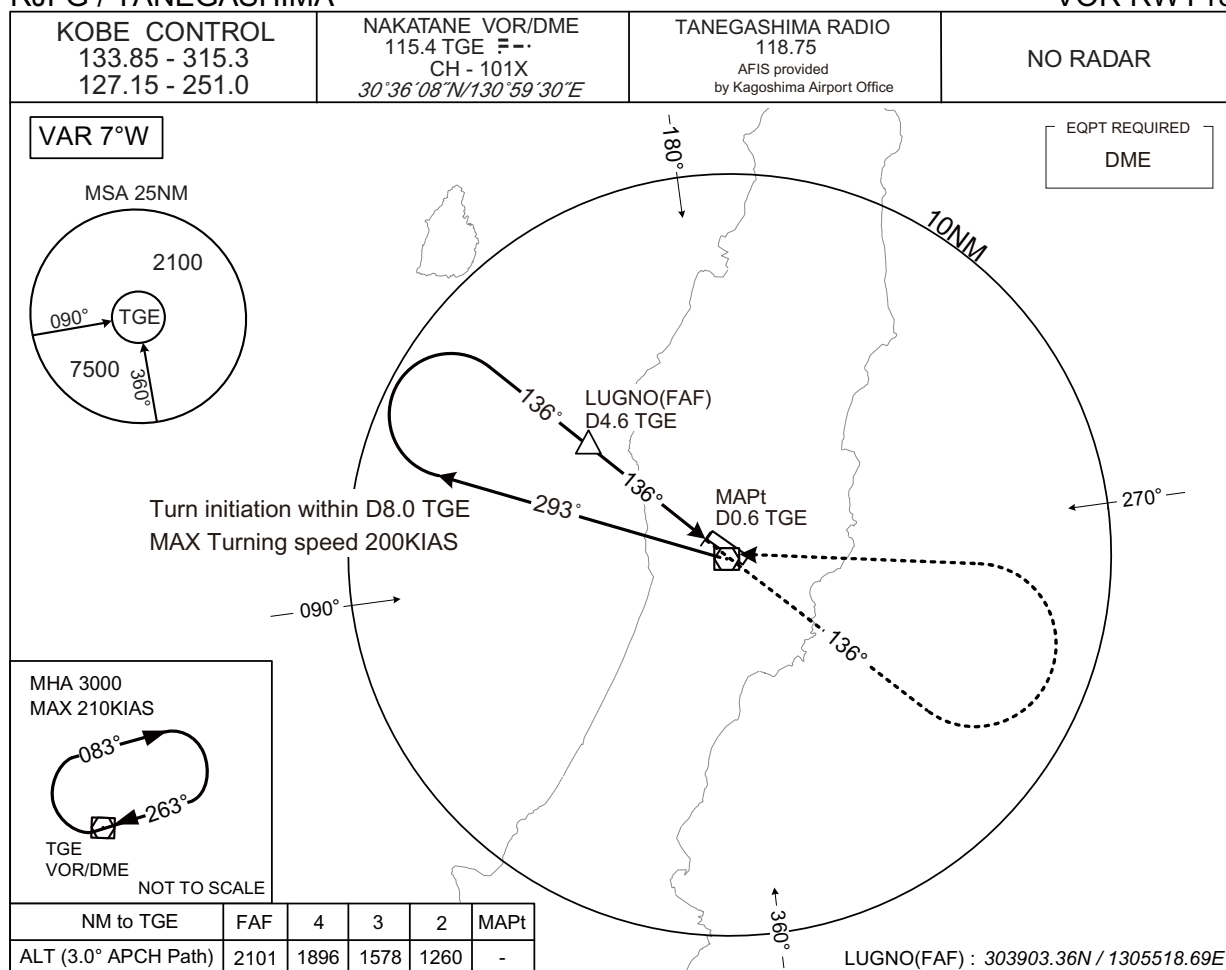 KOBE CONTROL
133.85 - 315.3
127.15 - 251.0
NAKATANE VOR/DME
115.4 TGE
CH - 101X
30°36′08″N/130°59′30″E
TANEGASHIMA RADIO
118.75
AFIS provided
by Kagoshima Airport Office
NO RADAR
VAR 7°W
EQPT REQUIRED
DME
MSA 25NM
2100
090°
TGE
7500
360°
180°
10NM
136°
LUGNO(FAF)
D4.6 TGE
136°
MAPt
D0.6 TGE
270°
293°
Turn initiation within D8.0 TGE
MAX Turning speed 200KIAS
090°
136°
MHA 3000
MAX 210KIAS
083°
263°
TGE
VOR/DME
NOT TO SCALE
360°
NM to TGE FAF 4 3 2 MAPt
ALT (3.0° APCH Path) 2101 1896 1578 1260 -
LUGNO(FAF) : 303903.36N / 1305518.69E